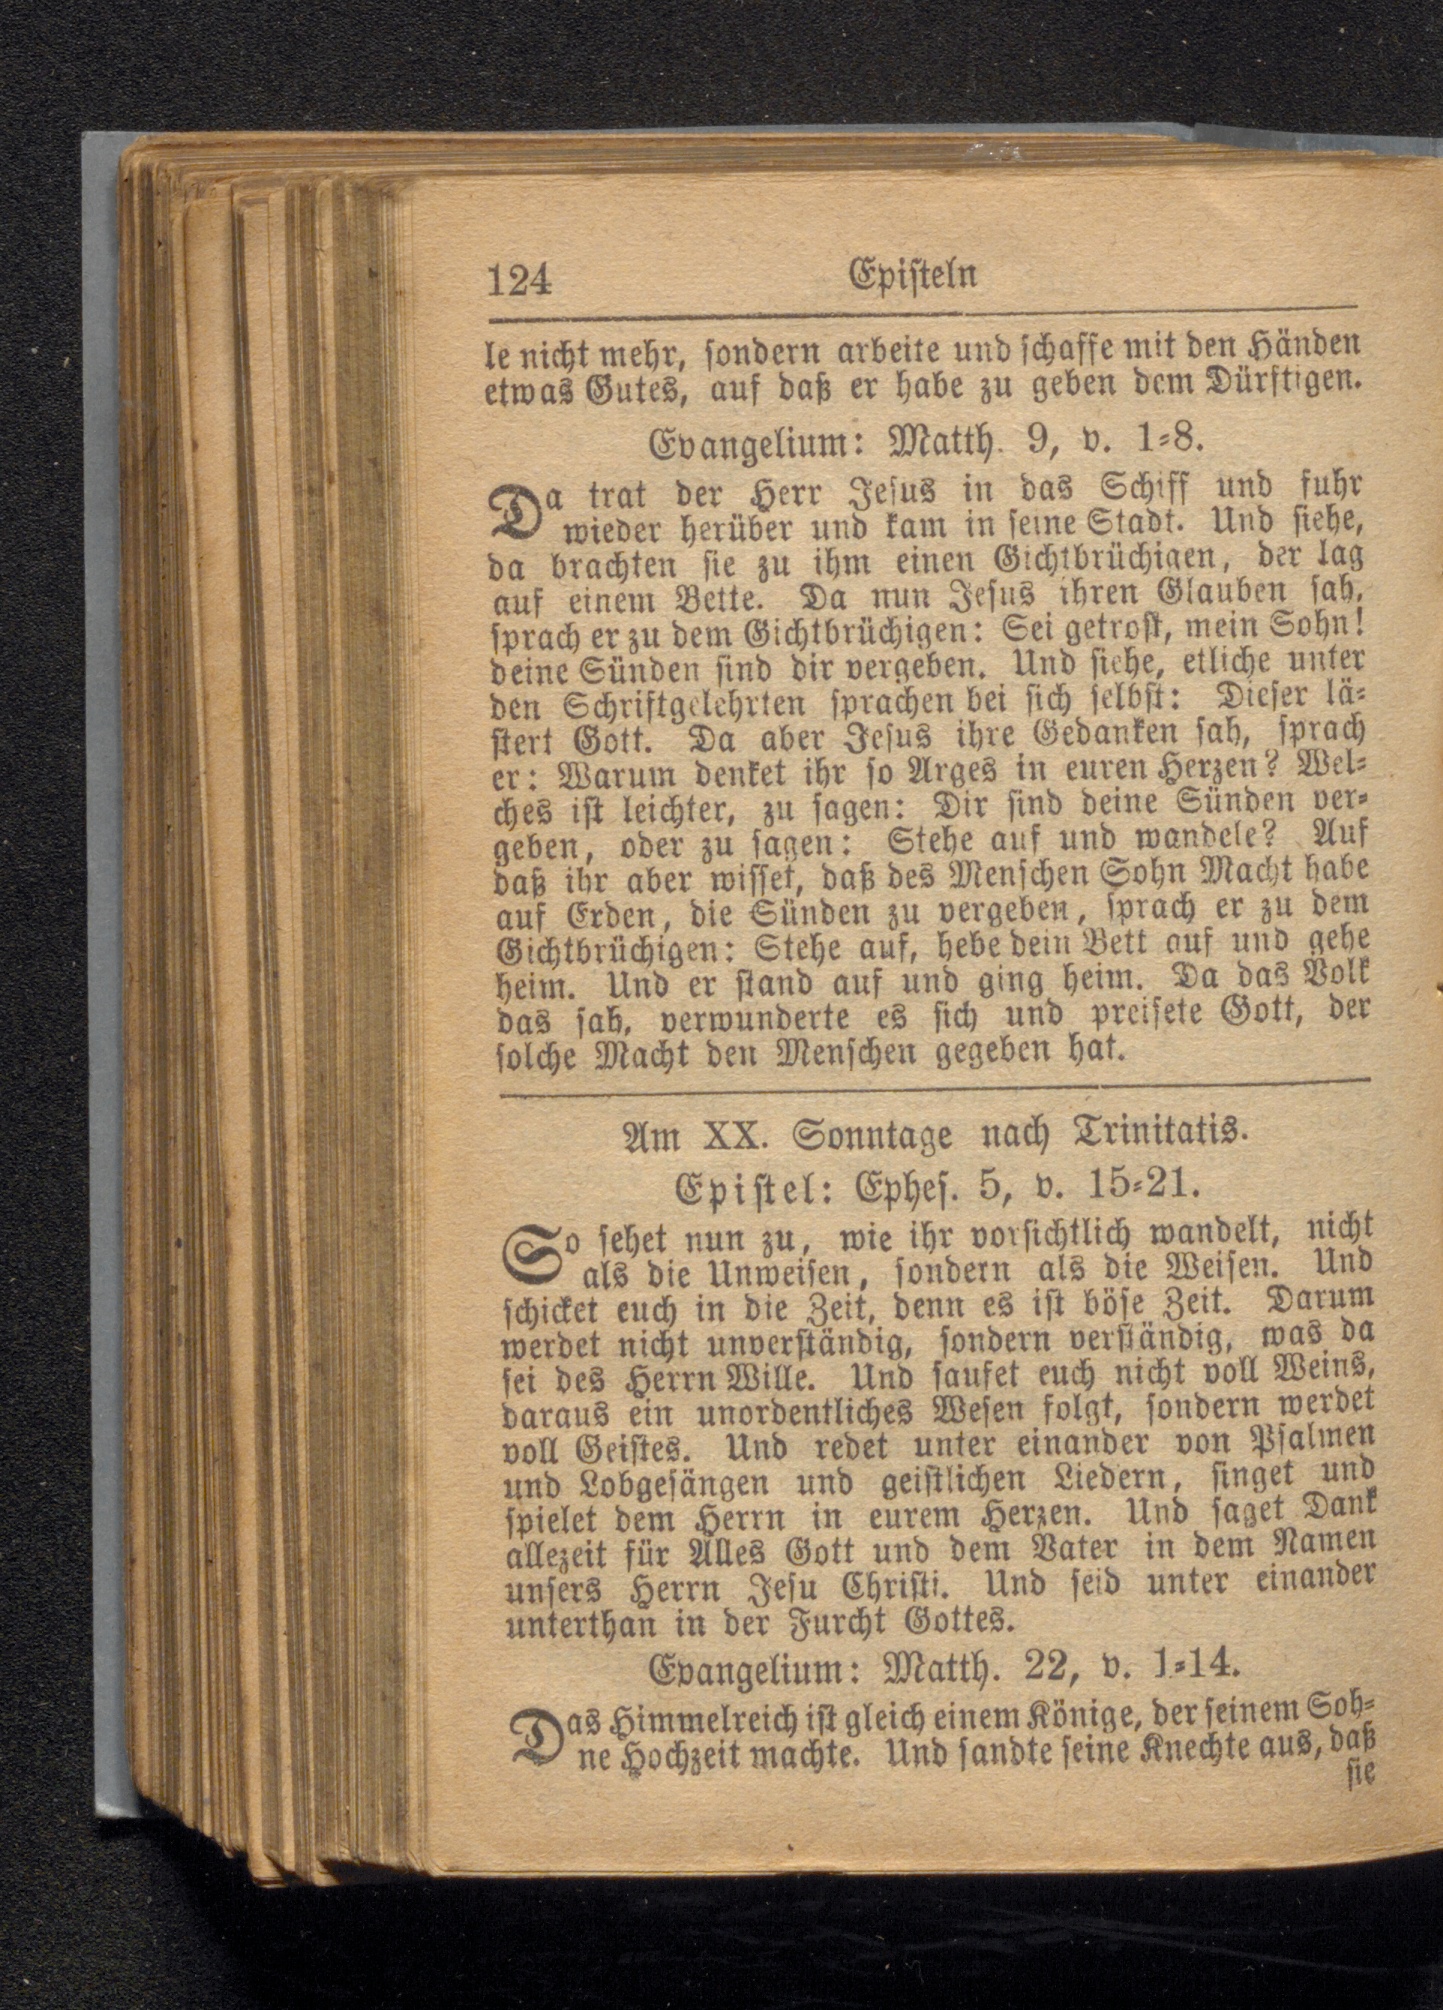 124 Episteln
le nicht mehr, sondern arbeite und schaffe mit den Händen
etwas Gutes, auf daß er habe zu geben dem Dürftigen.
Evangelium: Matth. 9, v. 1-8.
Da trat der Herr Jesus in das Schiff und fuhr
wieder herüber und kam in seine Stadt. Und siehe,
da brachten sie zu ihm einen Gichtbrüchigen, der lag
auf einem Bette. Da nun Jesus ihren Glauben sah,
sprach er zu dem Gichtbrüchigen: Sei getrost, mein Sohn!
deine Sünden sind dir vergeben. Und siehe, etliche unter
den Schriftgelehrten sprachen bei sich selbst: Dieser lä-
stert Gott. Da aber Jesus ihre Gedanken sah, sprach
er: Warum denket ihr so Arges in euren Herzen? Wel-
ches ist leichter, zu sagen: Dir sind deine Sünden ver-
geben, oder zu sagen: Stehe auf und wandele? Auf
daß ihr aber wisset, daß des Menschen Sohn Macht habe
auf Erden, die Sünden zu vergeben, sprach er zu dem
Gichtbrüchigen: Stehe auf, hebe dein Bett auf und gehe
heim. Und er stand auf und ging heim. Da das Volk
das sah, verwunderte es sich und preisete Gott, der
solche Macht den Menschen gegeben hat.
Am XX. Sonntage nach Trinitatis.
Epistel: Ephes. 5, v. 15-21.
So sehet nun zu, wie ihr vorsichtlich wandelt, nicht
als die Unweisen, sondern als die Weisen. Und
schicket euch in die Zeit, denn es ist böse Zeit. Darum
werdet nicht unverständig, sondern verständig, was da
sei des Herrn Wille. Und saufet euch nicht voll Weins,
daraus ein unordentliches Wesen folgt, sondern werdet
voll Geistes. Und redet unter einander von Psalmen
und Lobgesängen und geistlichen Liedern, singet und
spielet dem Herrn in eurem Herzen. Und saget Dank
allezeit für Alles Gott und dem Vater in dem Namen
unsers Herrn Jesu Christi. Und seid unter einander
unterthan in der Furcht Gottes.
Evangelium: Matth. 22, v. 1-14.
Das Himmelreich ist gleich einem Könige, der seinem Soh-
ne Hochzeit machte. Und sandte seine Knechte aus, daß
sie